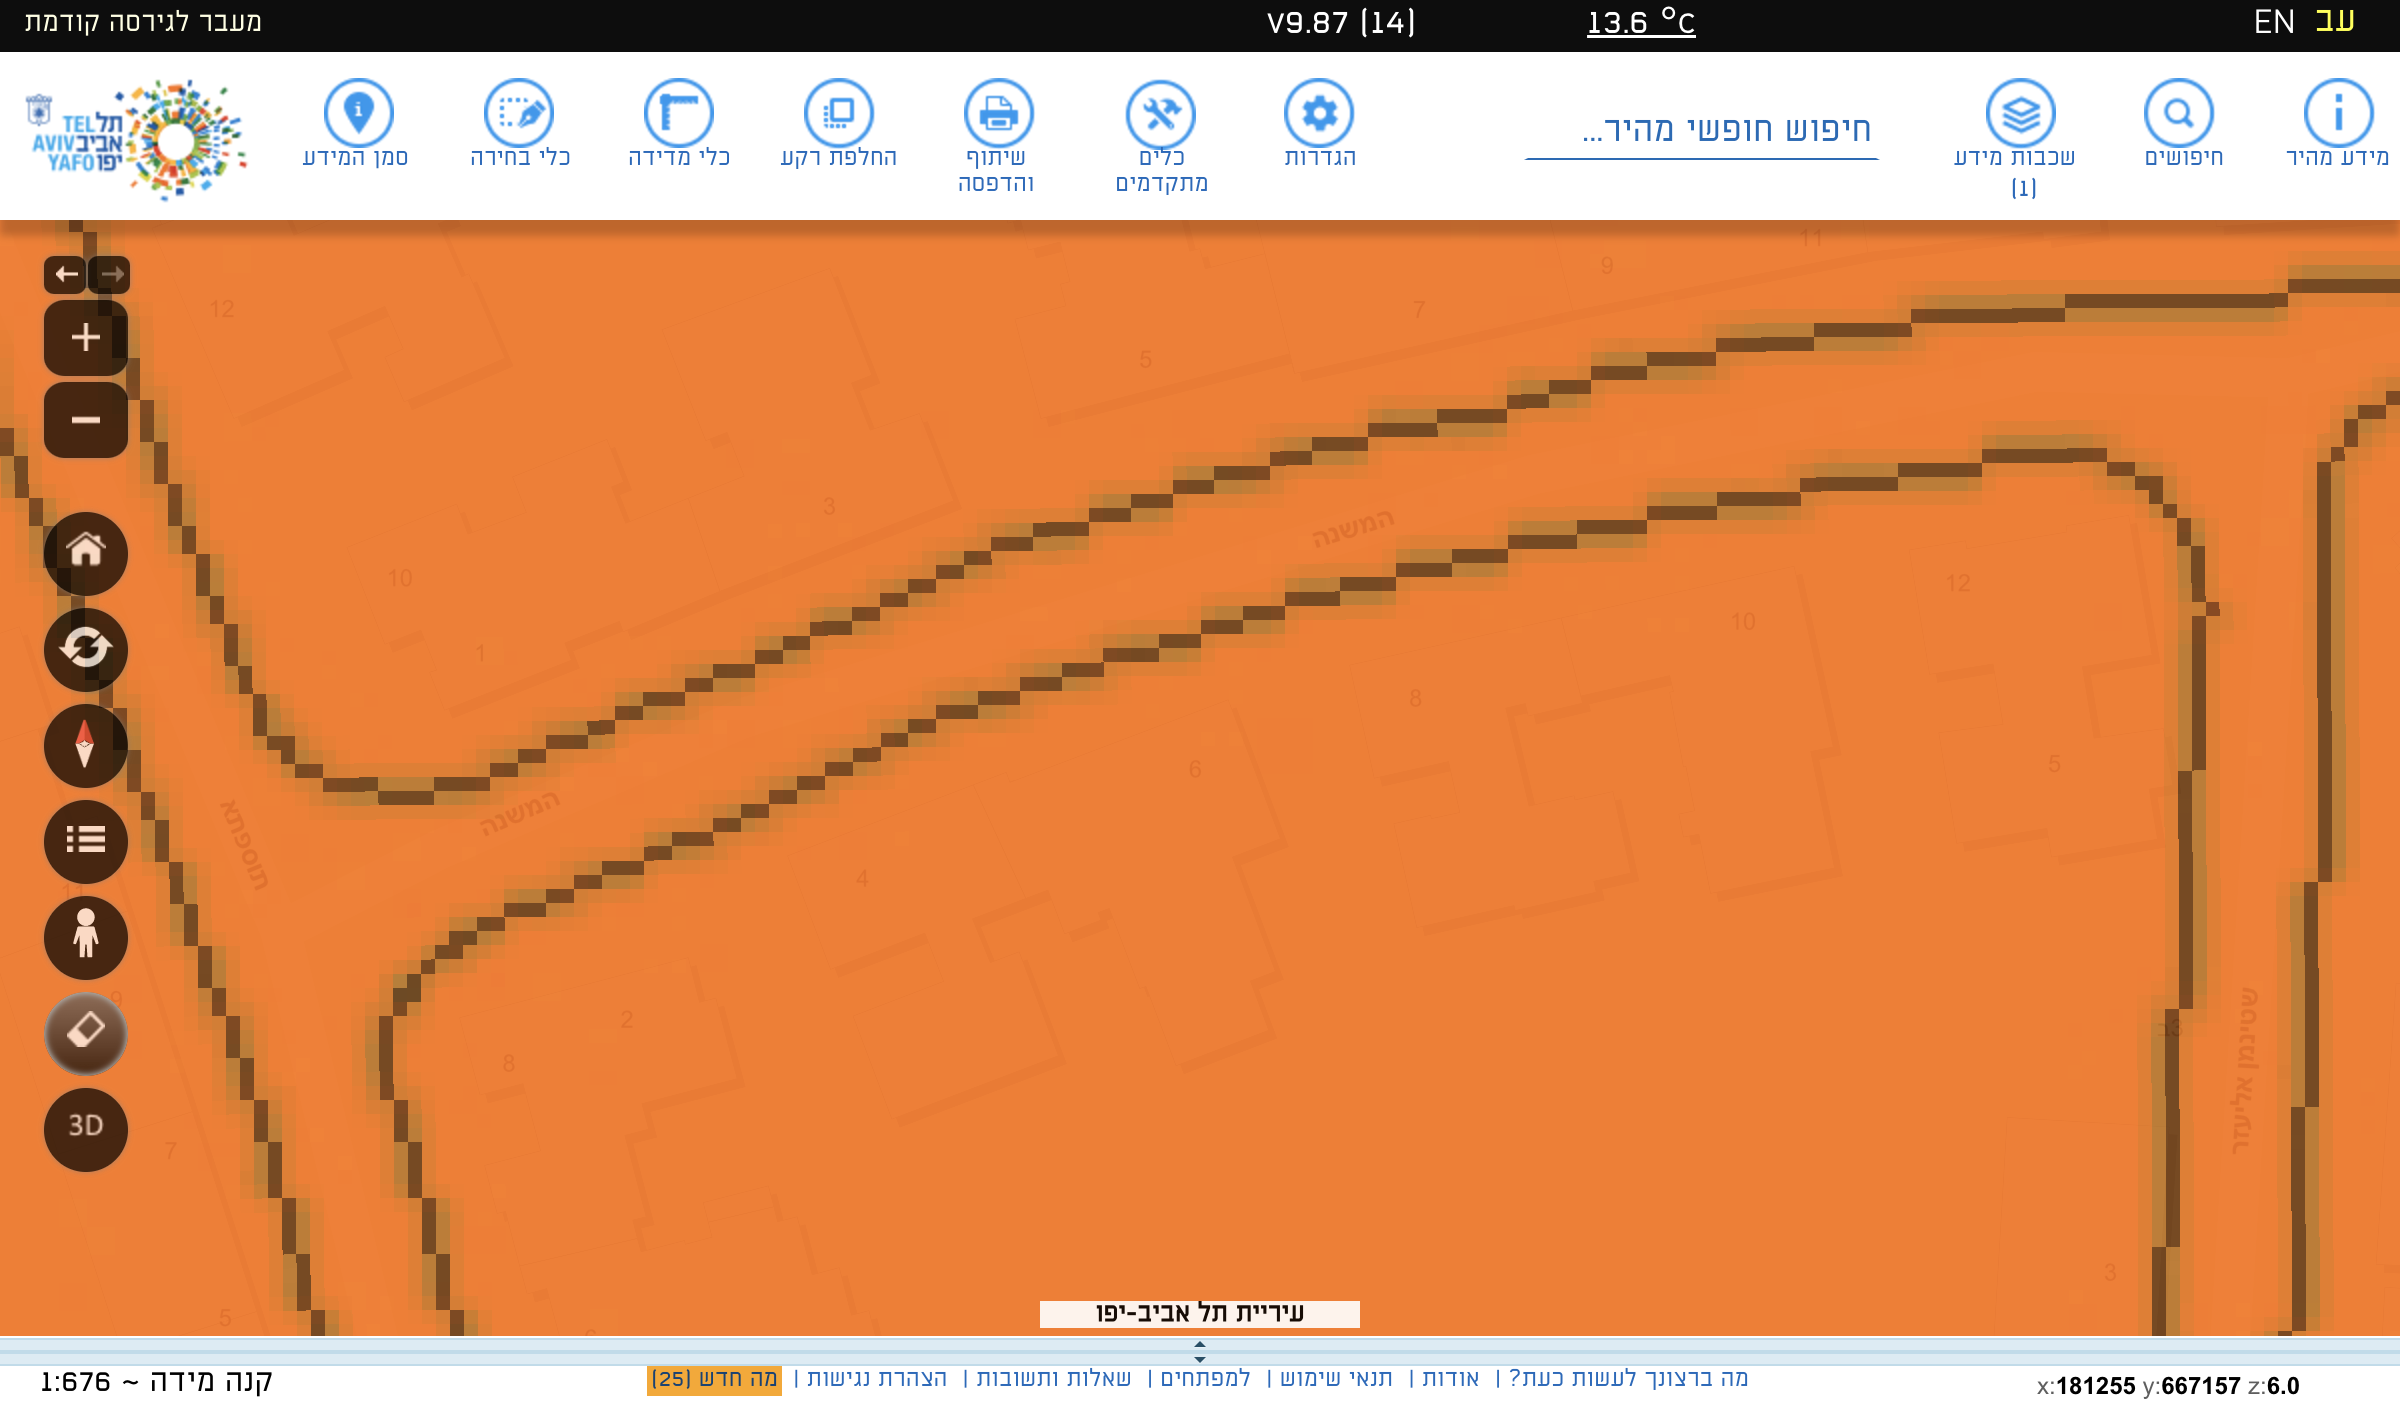 עב EN
13.6 °C
V9.87 (14)
מעבר לגירסה קודמת
מידע מהיר
חיפושים
שכבות מידע
(1)
חיפוש חופשי מהיר...
הגדרות
כלים
מתקדמים
שיתוף
והדפסה
החלפת רקע
כלי מדידה
כלי בחירה
סמן המידע
תל
אביב
יפו
TEL
AVIV
YAFO
11
9
12
7
5
3
המשנה
10
12
10
1
8
5
6
המשנה
תוספתא
4
11
9
2
13
שטיינמן אליעזר
8
7
3D
3
5
6
עיריית תל אביב-יפו
מה ברצונך לעשות כעת? | אודות | תנאי שימוש | למפתחים | שאלות ותשובות | הצהרת נגישות | מה חדש (25)
קנה מידה ~ 1:676
x:181255 y:667157 z:6.0